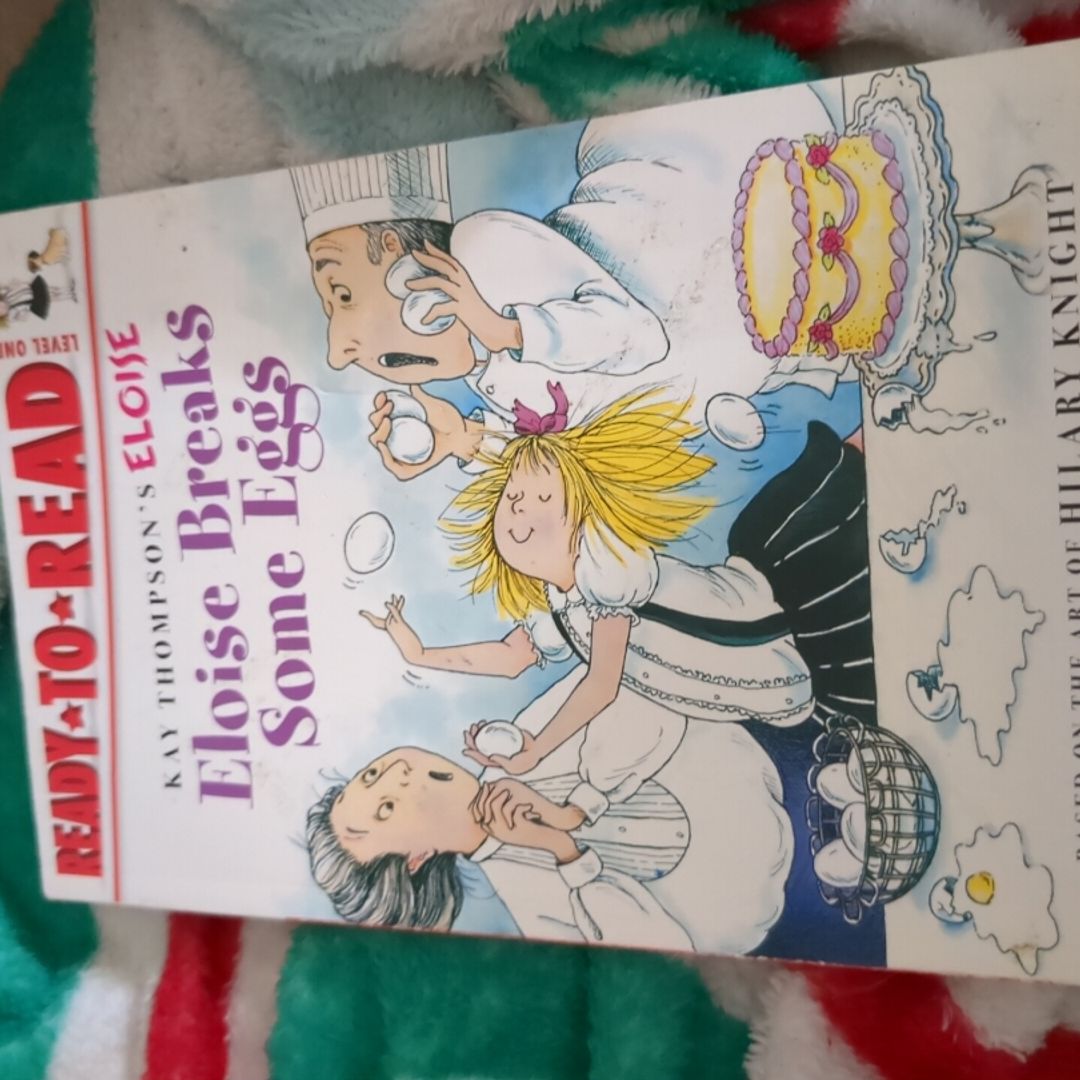 READY-TO-READ
LEVEL ONE
KAY THOMPSON'S ELOISE
Eloise Breaks
Some Eggs
BASED ON THE ART OF HILARY KNIGHT